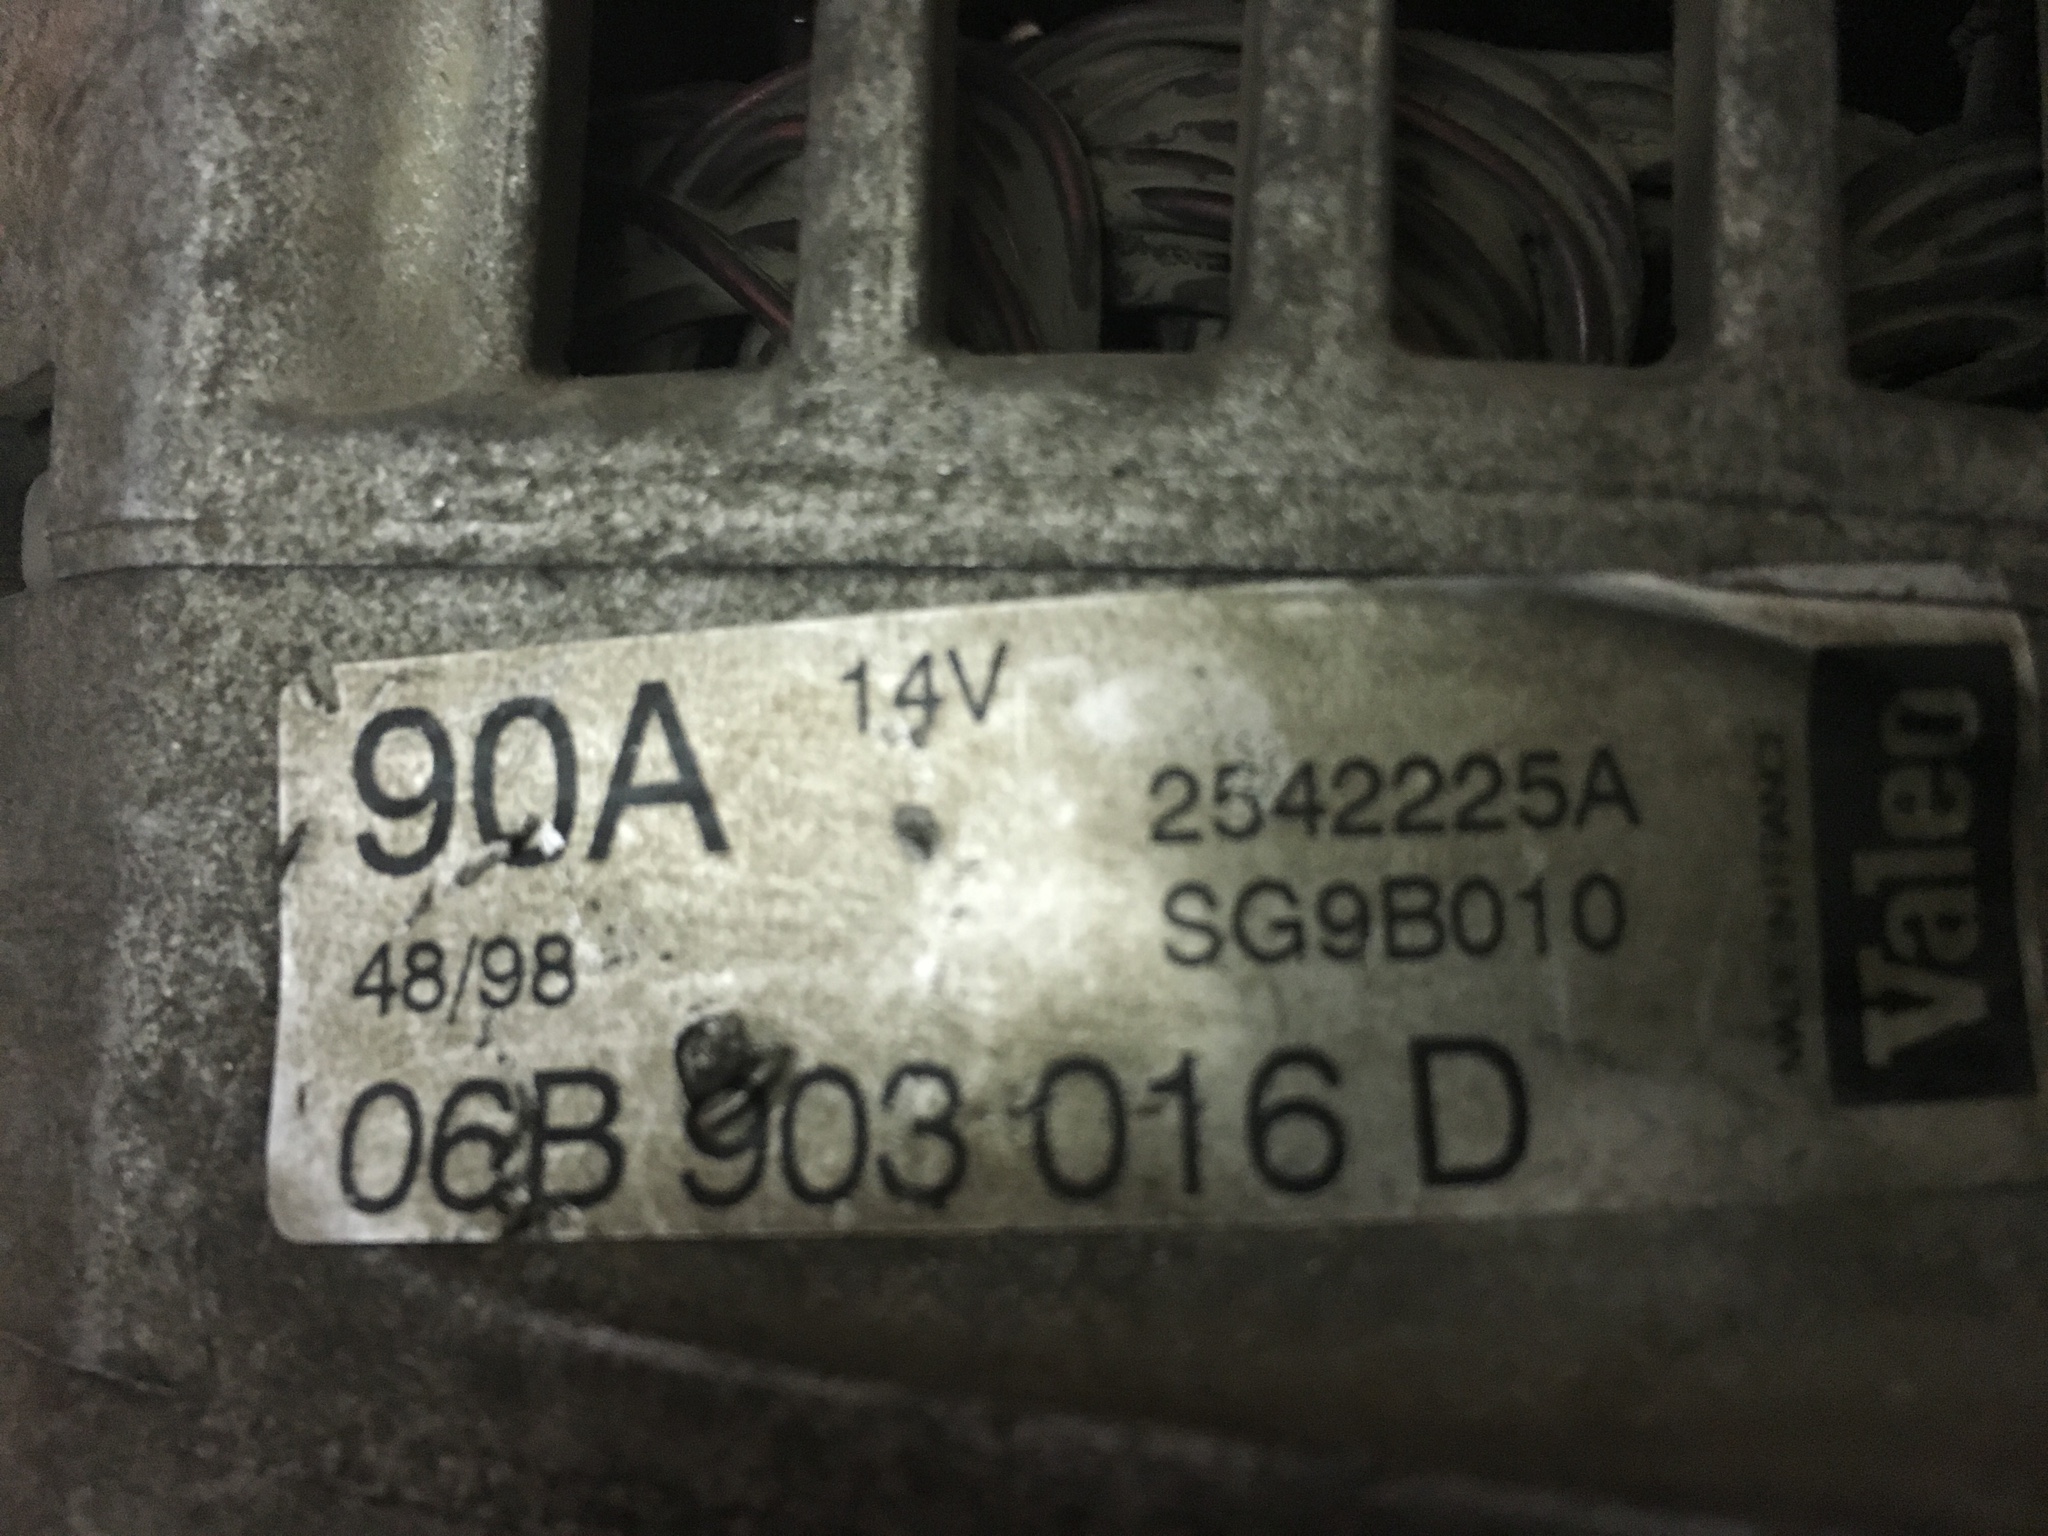 90A
14V
2542225A
SG9B010
48/98
06B 903 016 D
Valeo